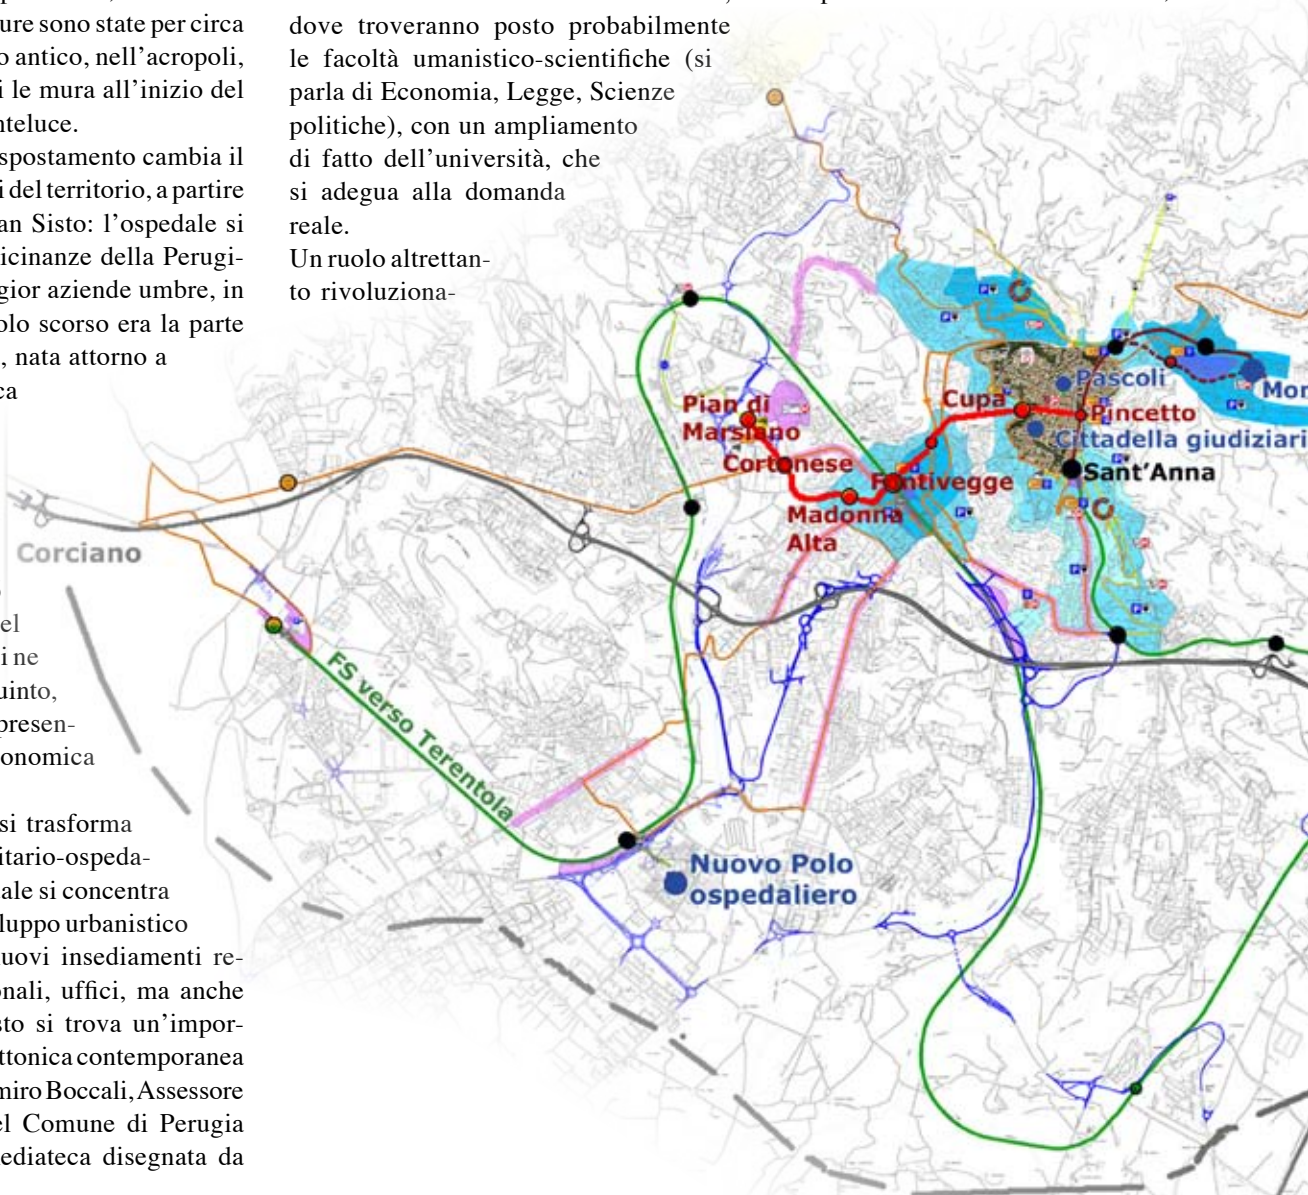 ure sono state per circa
o antico, nell'acropoli,
i le mura all'inizio del
nteluce.
spostamento cambia il
i del territorio, a partire
an Sisto: l'ospedale si
icinanze della Perugi-
gior aziende umbre, in
olo scorso era la parte
, nata attorno a
ca
el
i ne
uinto,
presen-
onomica
si trasforma
itario-ospeda-
ale si concentra
luppo urbanistico
uovi insediamenti re-
onali, uffici, ma anche
sto si trova un'impor-
ttonica contemporanea
miro Boccali, Assessore
el Comune di Perugia
ediateca disegnata da
dove troveranno posto probabilmente
le facoltà umanistico-scientifiche (si
parla di Economia, Legge, Scienze
politiche), con un ampliamento
di fatto dell'università, che
si adegua alla domanda
reale.
Un ruolo altrettan-
to rivoluziona-
Pascoli
Mor
Cupa
Pincetto
Cittadella giudiziari
Sant'Anna
Pian di
Marsiano
Cortonese
Fontivegge
Madonna
Alta
Corciano
FS verso Terentola
Nuovo Polo
ospedaliero